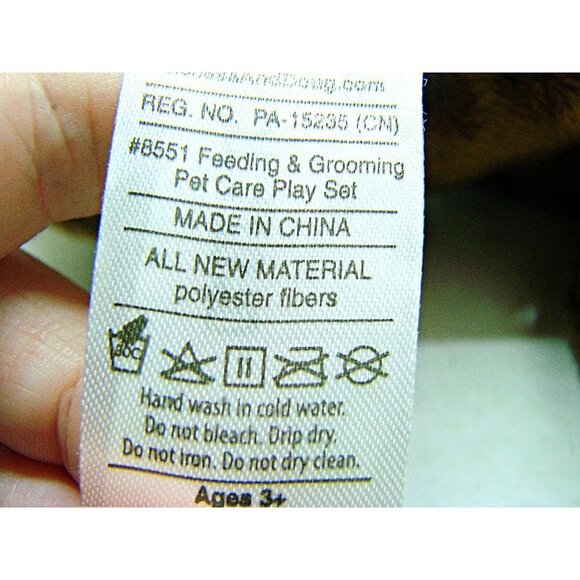 AndDoug.com
REG. NO. PA-15235 (CN)
#8551 Feeding & Grooming
Pet Care Play Set
MADE IN CHINA
ALL NEW MATERIAL
polyester fibers
Hand wash in cold water.
Do not bleach. Drip dry.
Do not iron. Do not dry clean.
Ages 3+